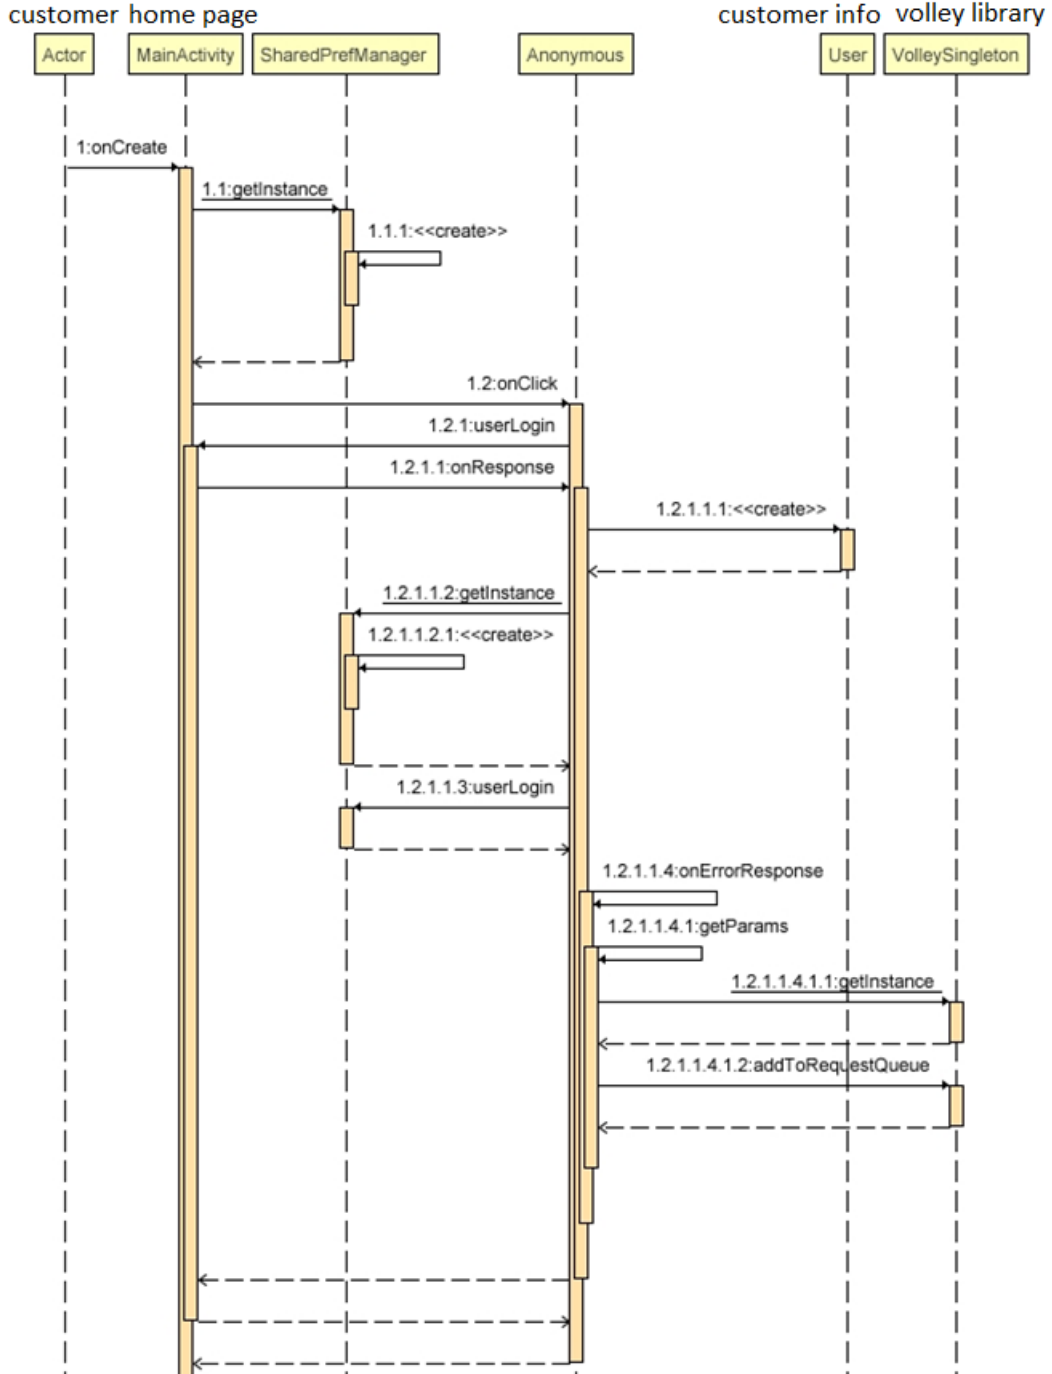 customer home page customer info volley library
Actor MainActivity SharedPrefManager Anonymous User VolleySingleton
1:onCreate
1.1:getInstance
1.1.1:<<create>>
1.2:onClick
1.2.1:userLogin
1.2.1.1:onResponse
1.2.1.1.1:<<create>>
1.2.1.1.2:getInstance
1.2.1.1.2.1:<<create>>
1.2.1.1.3:userLogin
1.2.1.1.4:onErrorResponse
1.2.1.1.4.1:getParams
1.2.1.1.4.1.1:getInstance
1.2.1.1.4.1.2:addToRequestQueue